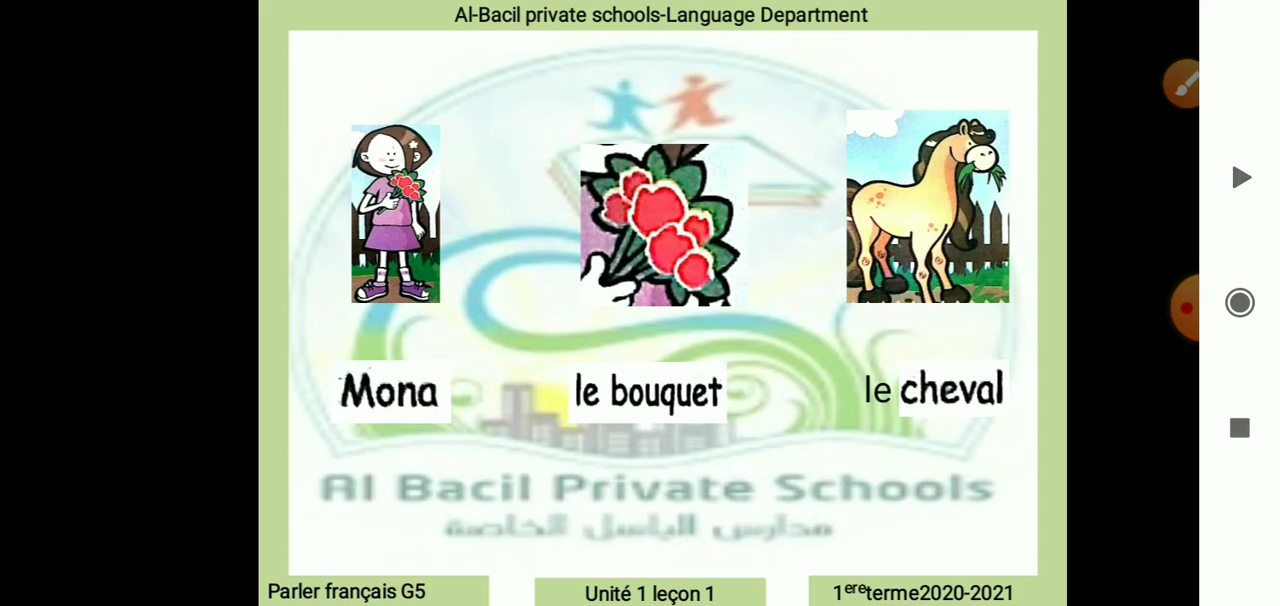 Al-Bacil private schools-Language Department
Mona
le bouquet
le cheval
Al Bacil Private Schools
مدارس الباسل الخاصة
Parler français G5
Unité 1 leçon 1
1ereterme2020-2021